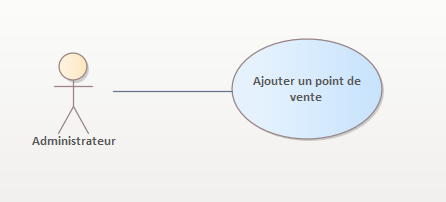 Ajouter un point de
vente
Administrateur